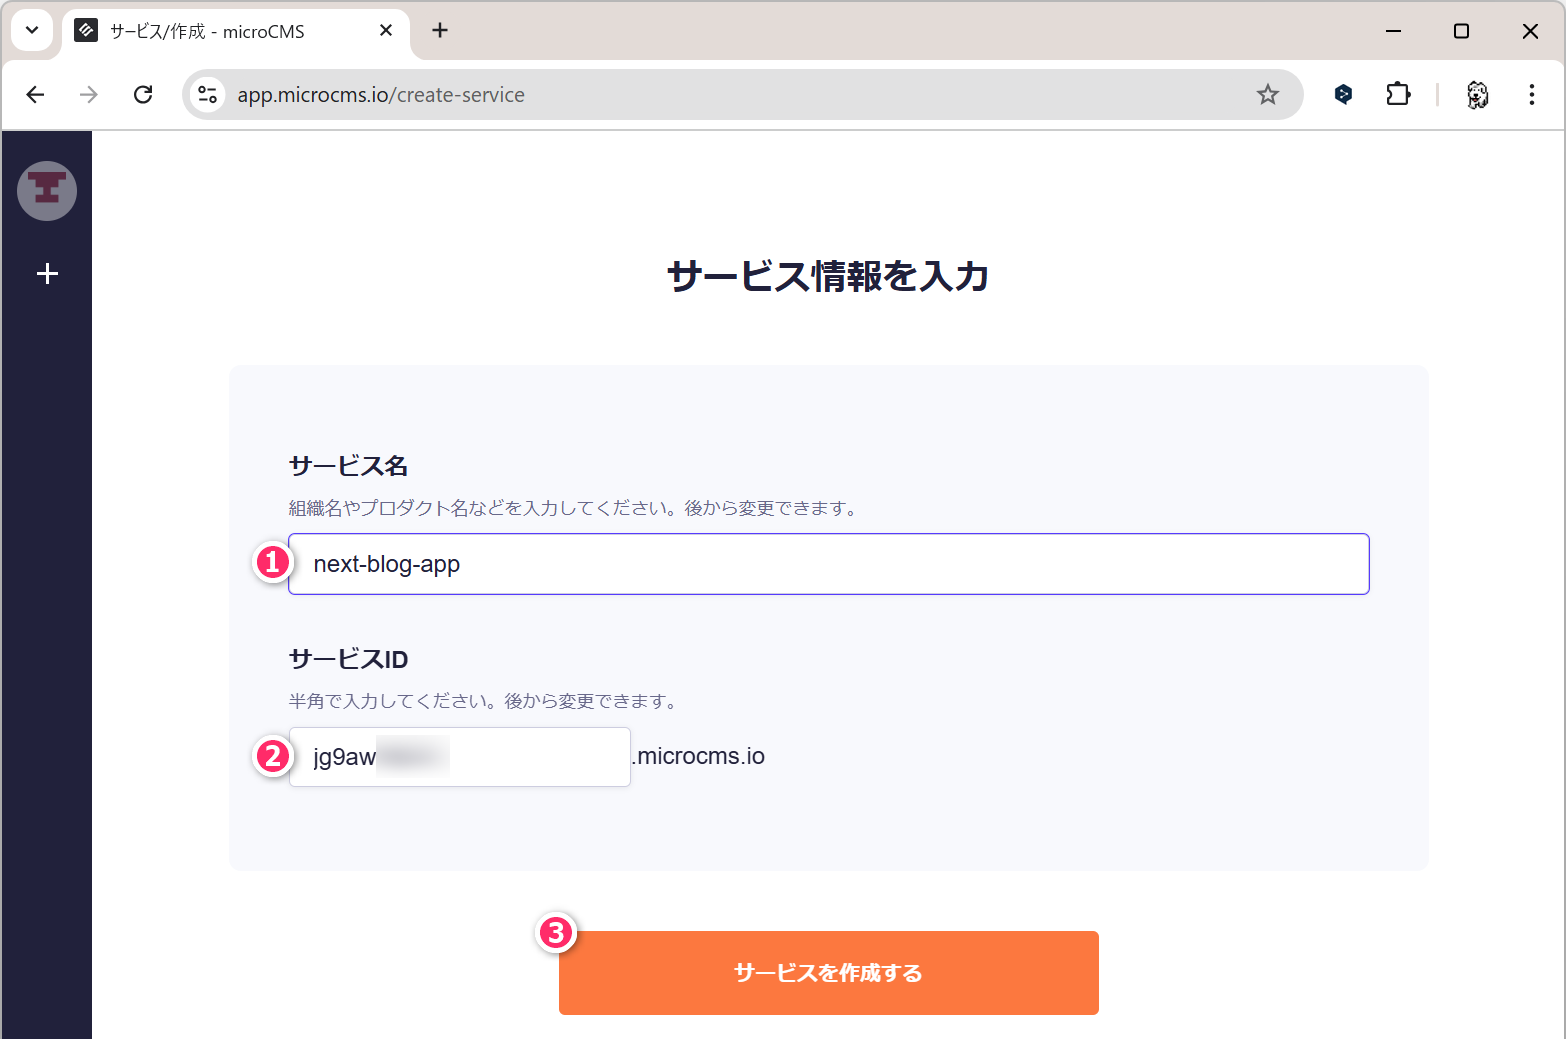 サービス/作成 - microCMS
app.microcms.io/create-service
サービス情報を入力
サービス名
組織名やプロダクト名などを入力してください。後から変更できます。
1
next-blog-app
サービスID
半角で入力してください。後から変更できます。
2
jg9aw
.microcms.io
3
サービスを作成する